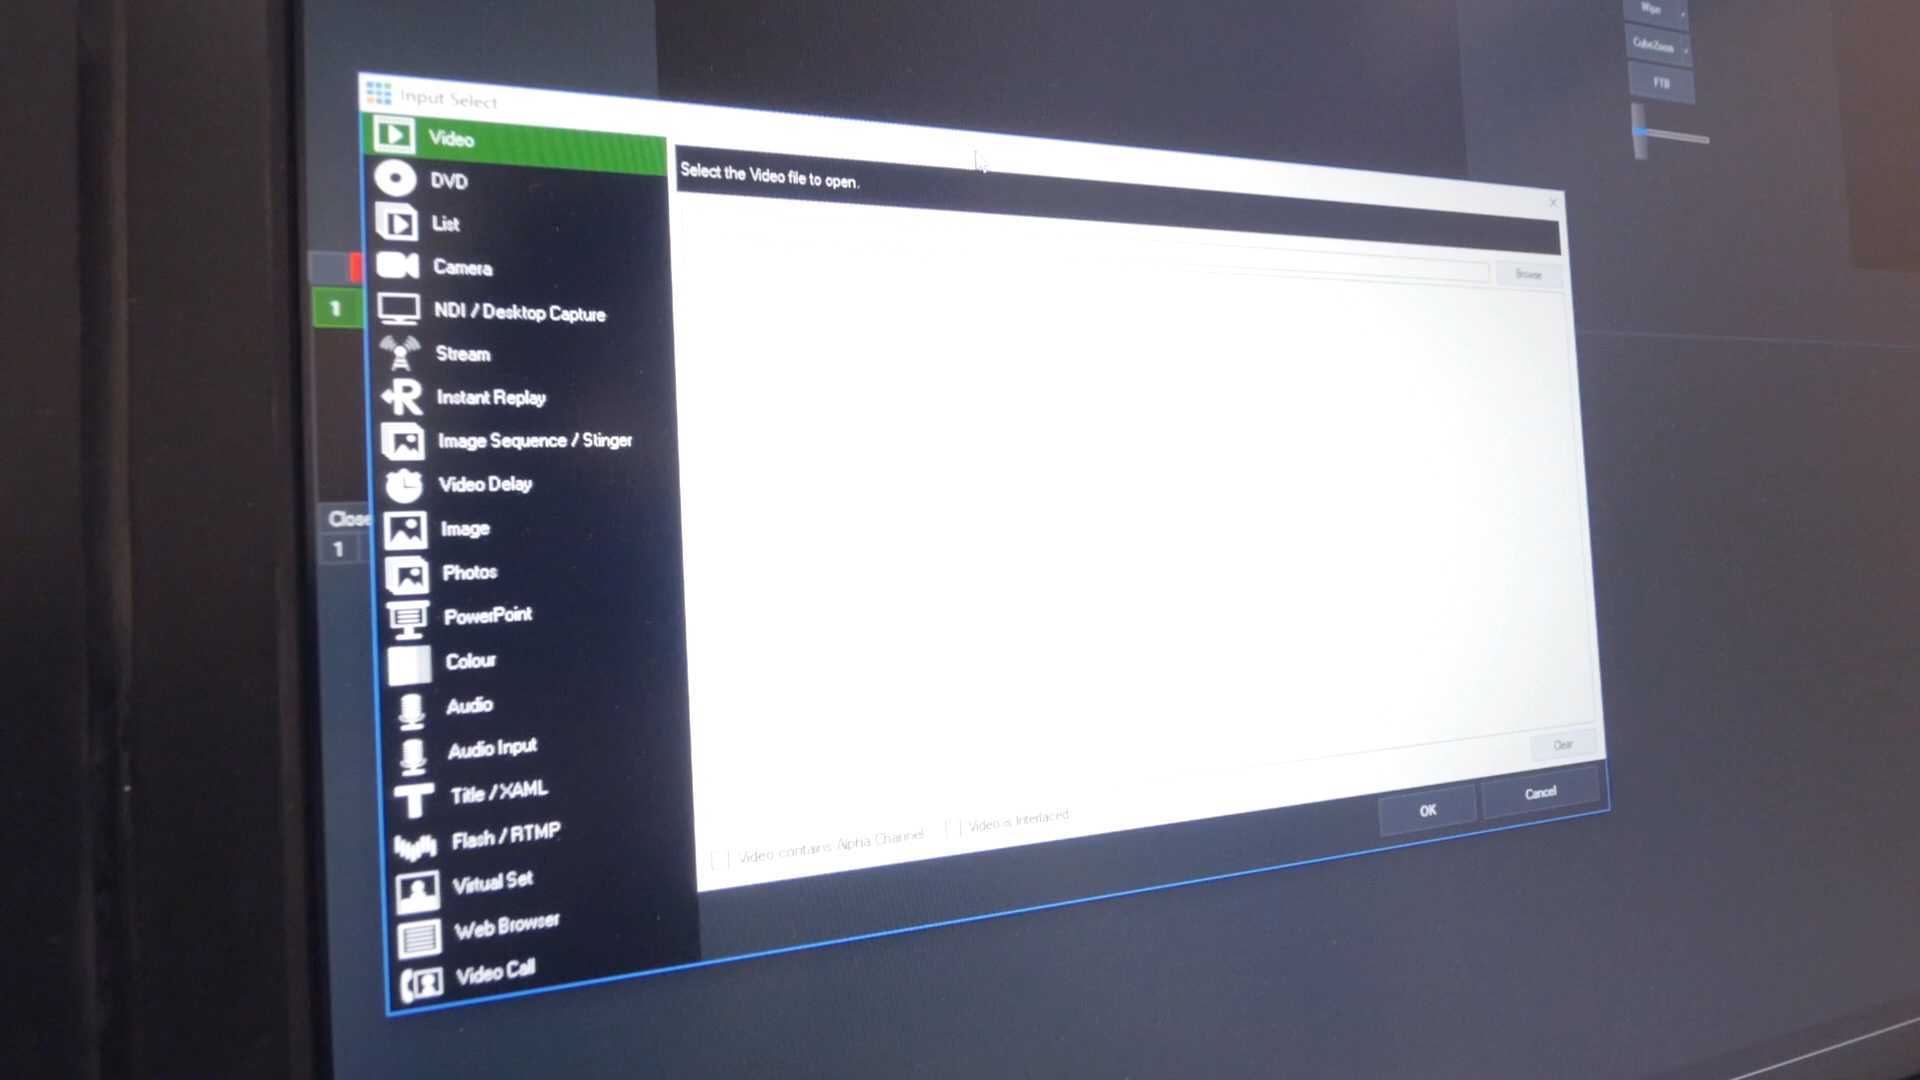 Wipe
CubeZoom
FTB
Input Select
Video
DVD
List
Camera
NDI / Desktop Capture
Stream
Instant Replay
Image Sequence / Stinger
Video Delay
Image
Photos
PowerPoint
Colour
Audio
Audio Input
Title / XAML
Flash / RTMP
Virtual Set
Web Browser
Video Call
Select the Video file to open.
Browse
Clear
Video contains Alpha Channel
Video is Interlaced
OK
Cancel
1
Close
1